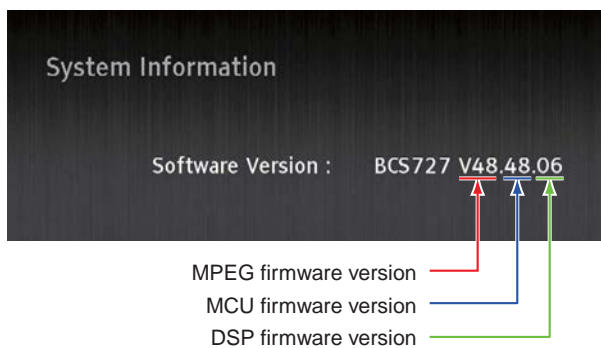 System Information
Software Version : BCS727 V48.48.06
MPEG firmware version
MCU firmware version
DSP firmware version